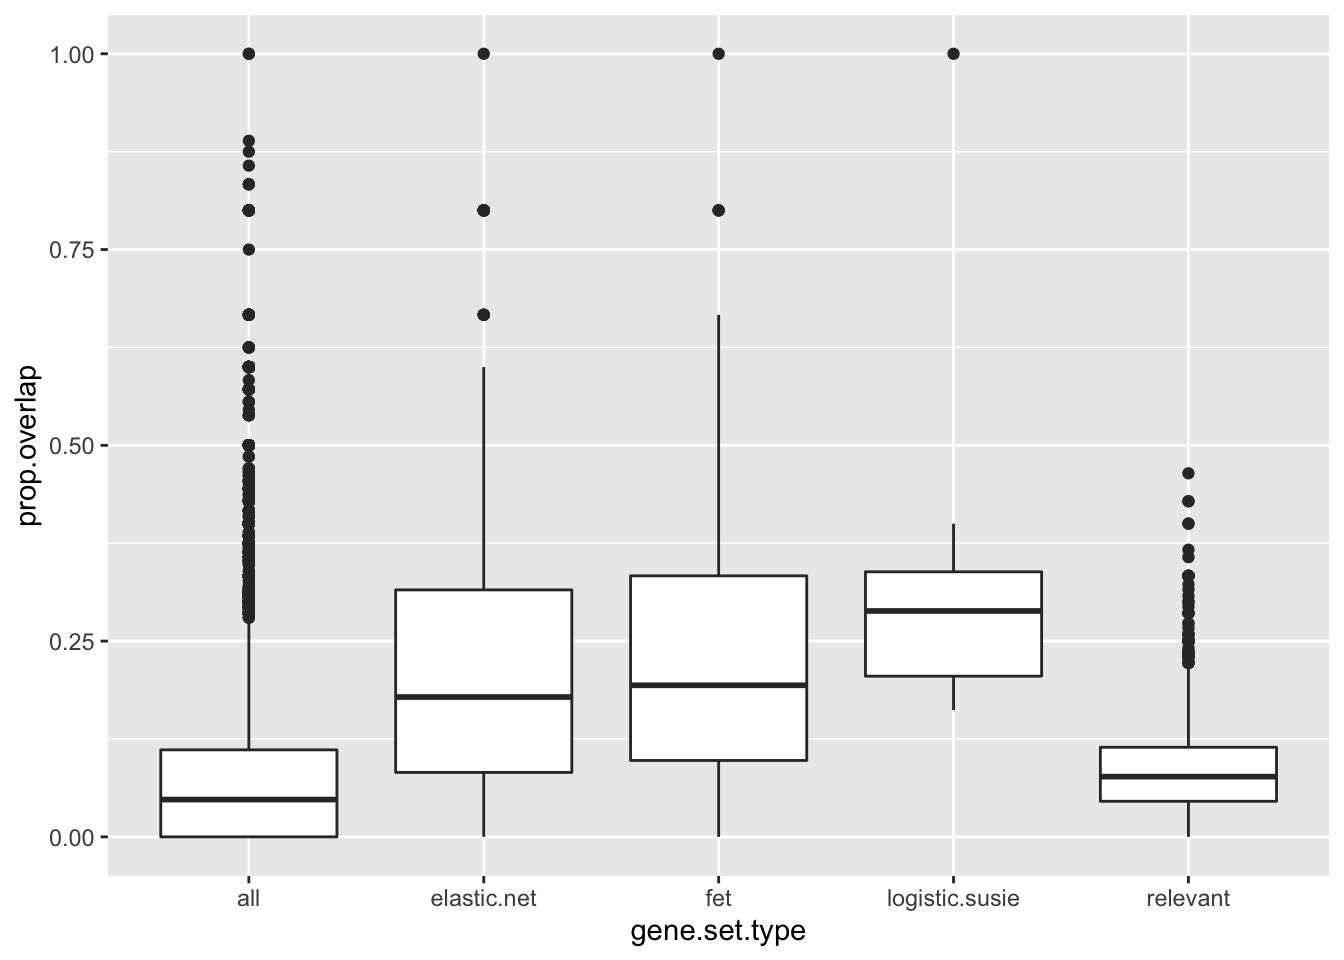 1.00
0.75
0.50
0.25
0.00
prop.overlap
all
elastic.net
fet
logistic.susie
relevant
gene.set.type